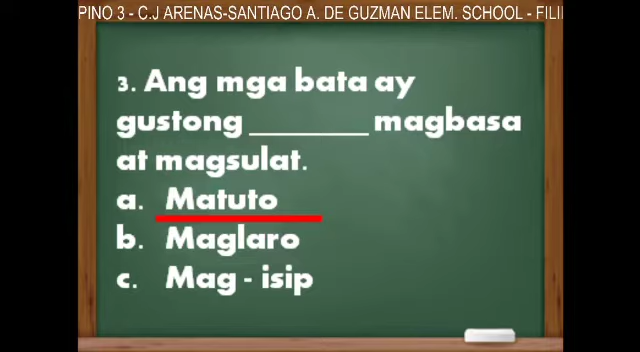 PINO 3 - C.J ARENAS-SANTIAGO A. DE GUZMAN ELEM. SCHOOL - FILI
3. Ang mga bata ay
gustong ________ magbasa
at magsulat.
a. Matuto
b. Maglaro
c. Mag - isip